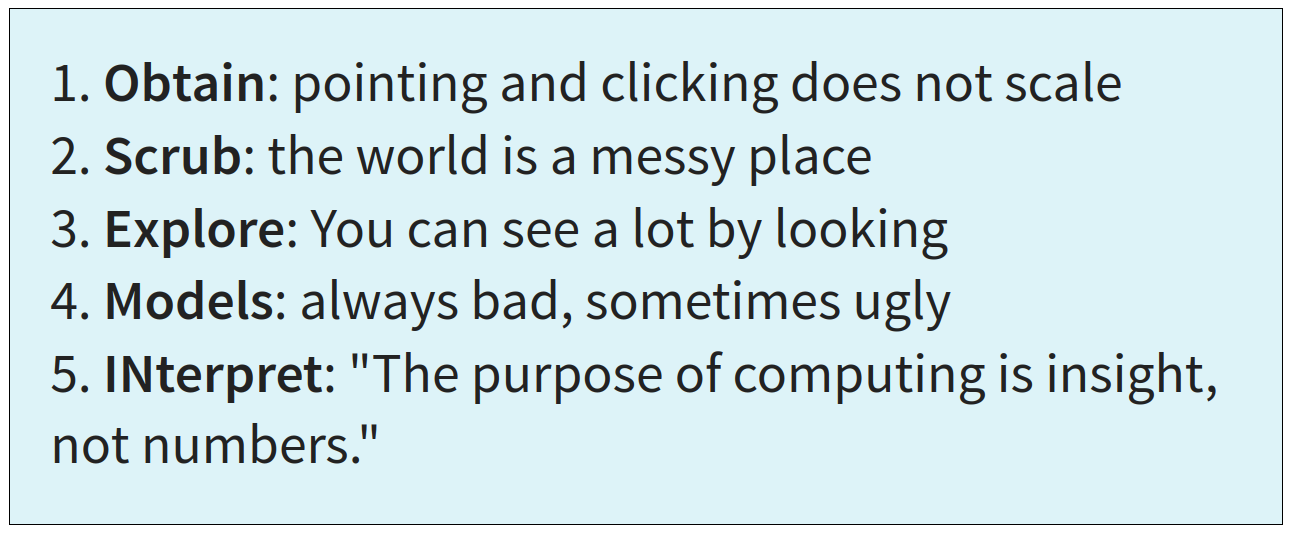 1. Obtain: pointing and clicking does not scale
2. Scrub: the world is a messy place
3. Explore: You can see a lot by looking
4. Models: always bad, sometimes ugly
5. INterpret: "The purpose of computing is insight,
not numbers."